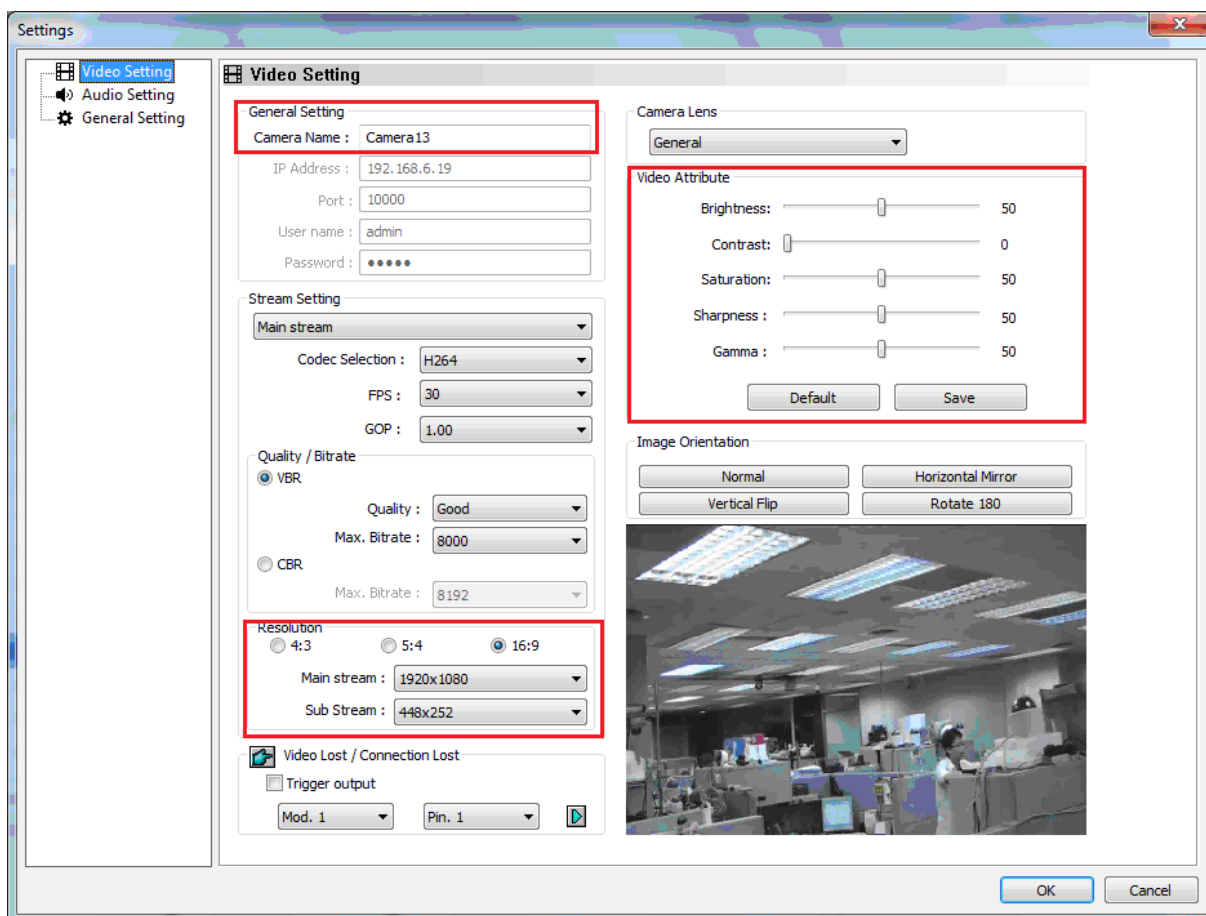 Settings
X
Video Setting
Audio Setting
General Setting
Video Setting
General Setting
Camera Name : Camera13
IP Address : 192.168.6.19
Port : 10000
User name : admin
Password : •••••
Stream Setting
Main stream
Codec Selection : H264
FPS : 30
GOP : 1.00
Quality / Bitrate
VBR
Quality : Good
Max. Bitrate : 8000
CBR
Max. Bitrate : 8192
Resolution
4:3 5:4 16:9
Main stream : 1920x1080
Sub Stream : 448x252
Video Lost / Connection Lost
Trigger output
Mod. 1 Pin. 1
Camera Lens
General
Video Attribute
Brightness: 50
Contrast: 0
Saturation: 50
Sharpness : 50
Gamma : 50
Default Save
Image Orientation
Normal Horizontal Mirror
Vertical Flip Rotate 180
OK Cancel